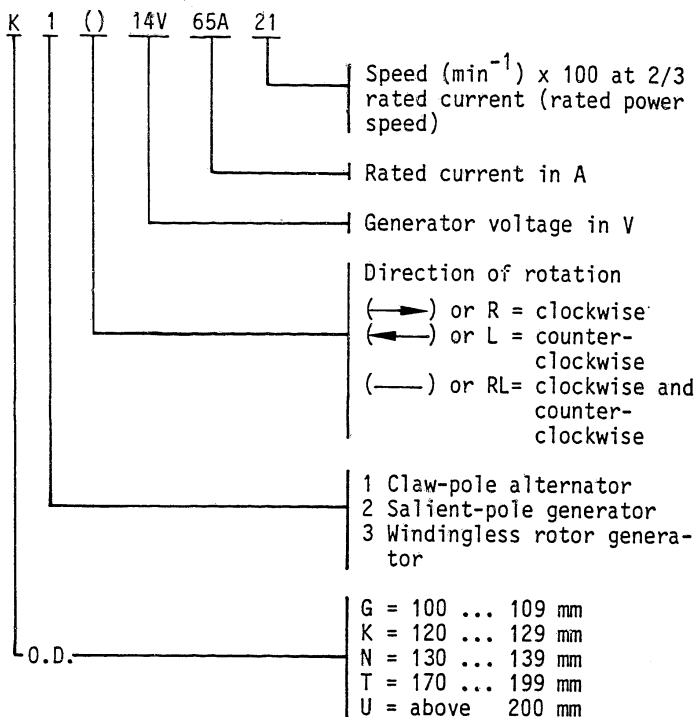 K 1 () 14V 65A 21
Speed (min⁻¹) x 100 at 2/3
rated current (rated power
speed)
Rated current in A
Generator voltage in V
Direction of rotation
(→) or R = clockwise
(←) or L = counter-
clockwise
(—) or RL= clockwise and
counter-
clockwise
1 Claw-pole alternator
2 Salient-pole generator
3 Windingless rotor genera-
tor
O.D.
G = 100 ... 109 mm
K = 120 ... 129 mm
N = 130 ... 139 mm
T = 170 ... 199 mm
U = above 200 mm